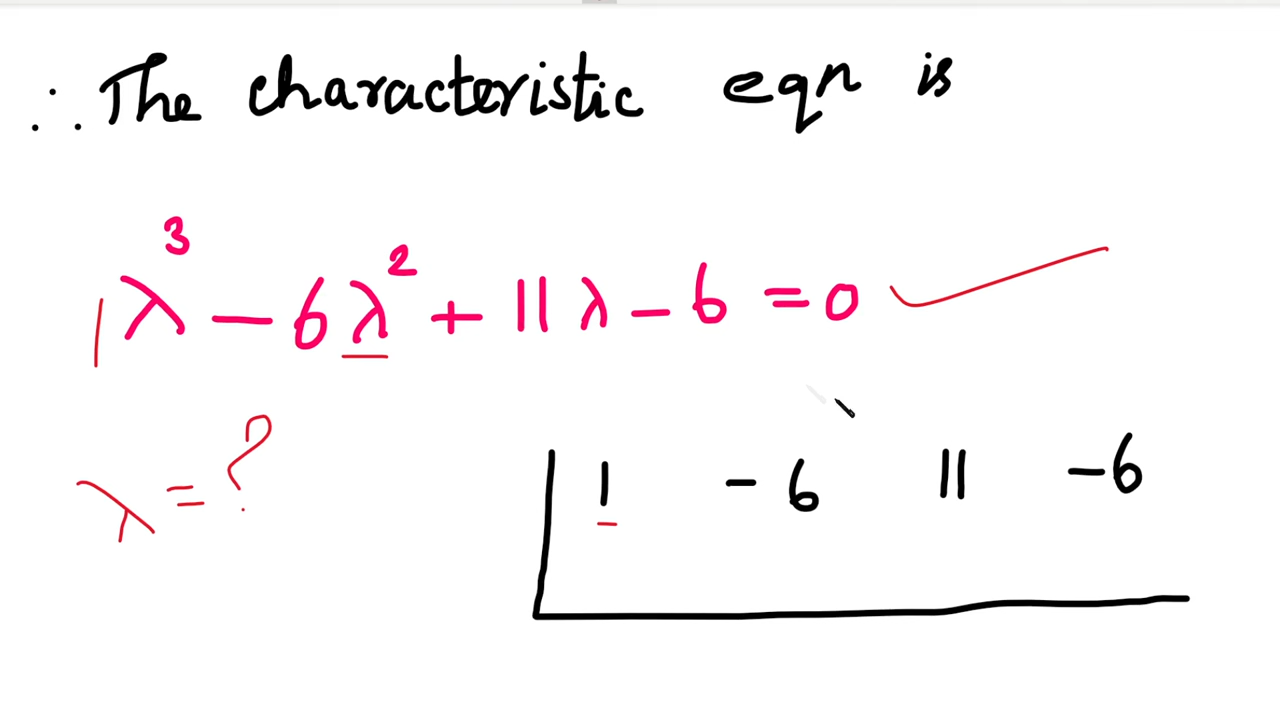 ∴ The characteristic eqn is
1λ³ − 6λ² + 11λ − 6 = 0
λ = ?
1 −6 11 −6